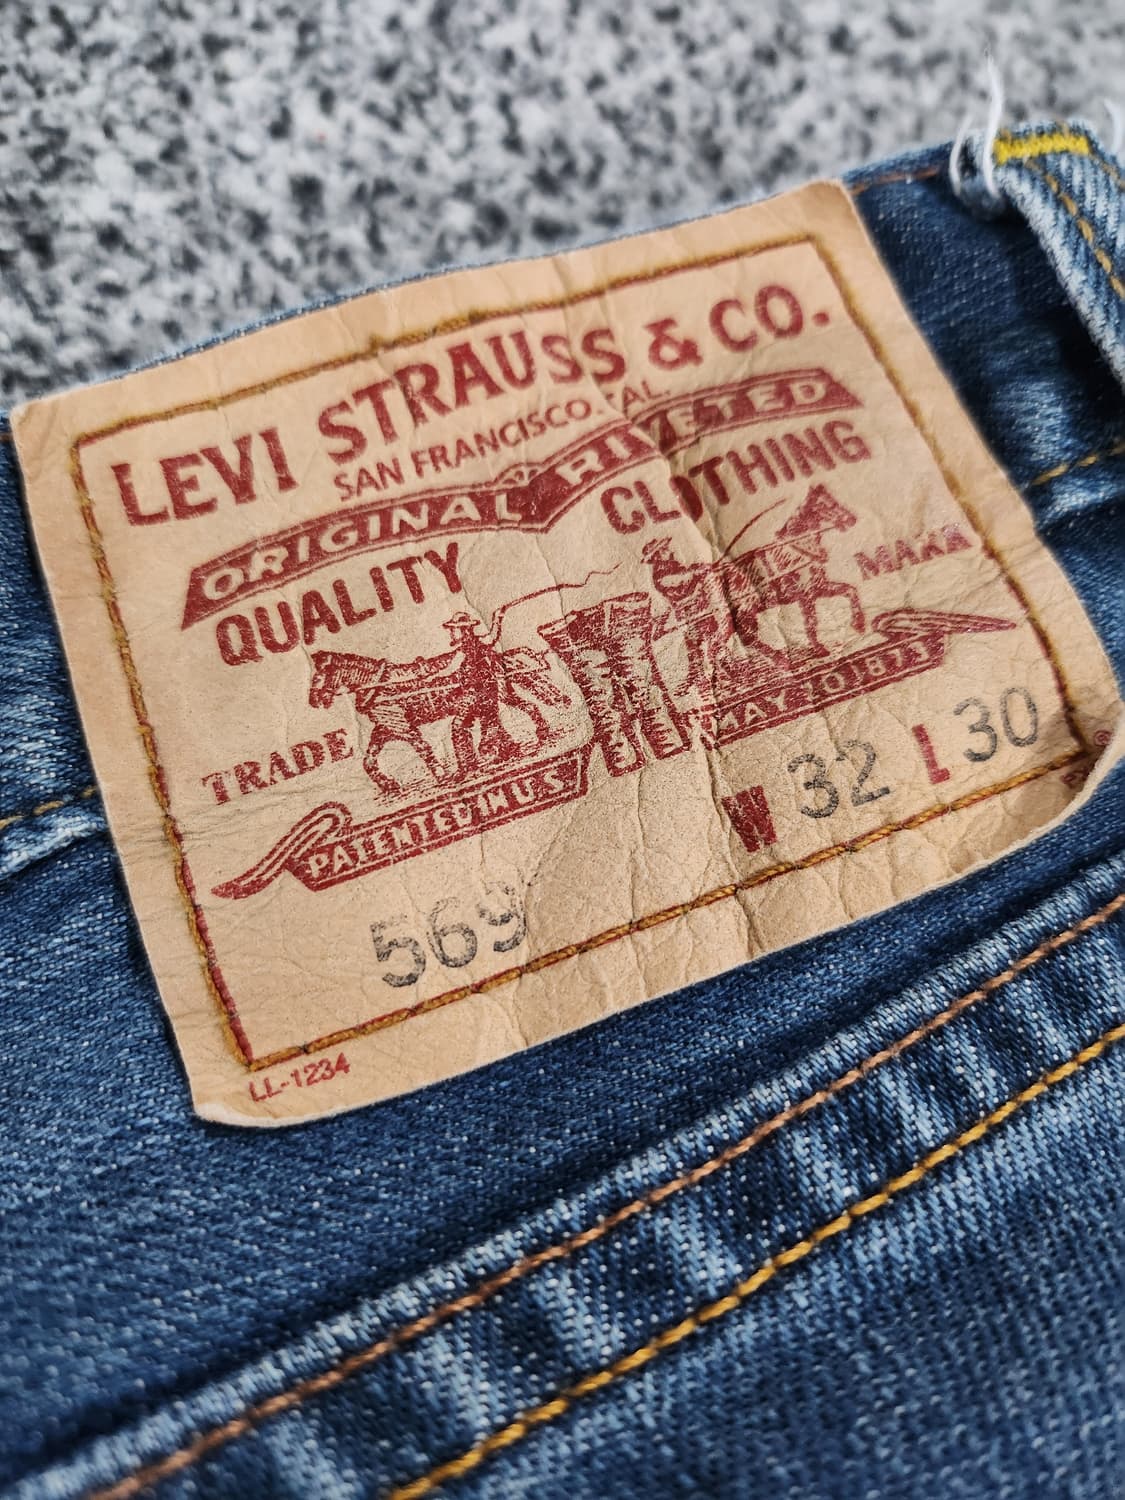 LEVI STRAUSS & CO.
SAN FRANCISCO. CAL.
ORIGINAL RIVETED
QUALITY CLOTHING
TRADE MARK
PATENTED IN U S MAY 20 1873
569 W 32 L 30
LL-1234